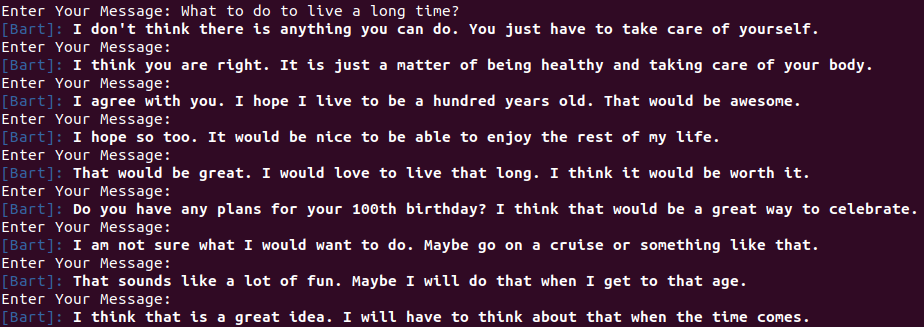 Enter Your Message: What to do to live a long time?
[Bart]: I don't think there is anything you can do. You just have to take care of yourself.
Enter Your Message:
[Bart]: I think you are right. It is just a matter of being healthy and taking care of your body.
Enter Your Message:
[Bart]: I agree with you. I hope I live to be a hundred years old. That would be awesome.
Enter Your Message:
[Bart]: I hope so too. It would be nice to be able to enjoy the rest of my life.
Enter Your Message:
[Bart]: That would be great. I would love to live that long. I think it would be worth it.
Enter Your Message:
[Bart]: Do you have any plans for your 100th birthday? I think that would be a great way to celebrate.
Enter Your Message:
[Bart]: I am not sure what I would want to do. Maybe go on a cruise or something like that.
Enter Your Message:
[Bart]: That sounds like a lot of fun. Maybe I will do that when I get to that age.
Enter Your Message:
[Bart]: I think that is a great idea. I will have to think about that when the time comes.